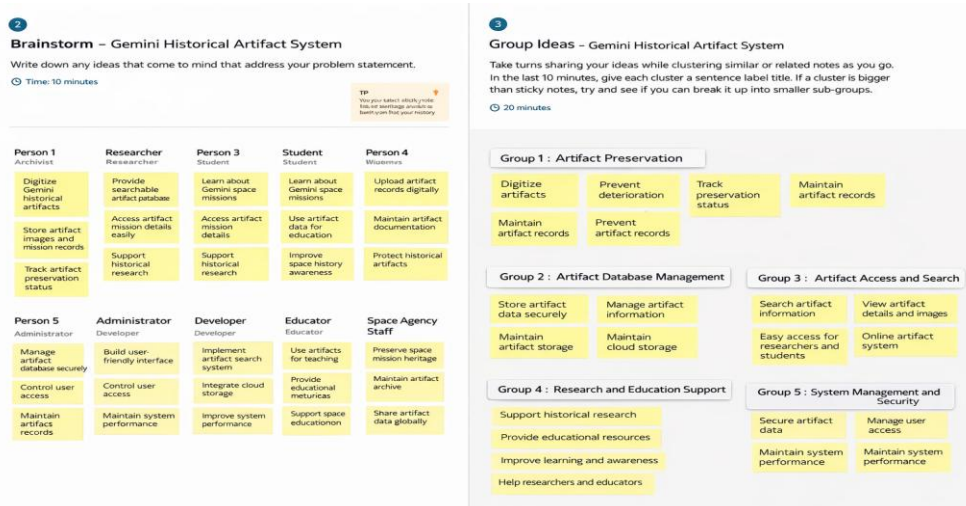 2
Brainstorm – Gemini Historical Artifact System
Write down any ideas that come to mind that address your problem statemcent.
Time: 10 minutes
TP
Person 1
Archivist
Digitize
Gemini
historical
artifacts
Store artifact
images and
mission records
Track artifact
preservation
status
Researcher
Researcher
Provide
searchable
artifact patabase
Access artifact
mission details
easily
Support
historical
research
Person 3
Student
Learn about
Gemini space
missions
Access artifact
mission
details
Support
historical
research
Student
Student
Learn about
Gemini space
missions
Use artifact
data for
education
Improve
space history
awareness
Person 4
Upload artifact
records digitally
Maintain artifact
documentation
Protect historical
artifacts
Person 5
Administrator
Manage
artifact
database securely
Control user
access
Maintain
artifacs
records
Administrator
Developer
Build user-
friendly interface
Control user
access
Maintain system
performance
Developer
Developer
Implement
artifact search
system
Integrate cloud
storage
Improve system
performance
Educator
Educator
Use artifacts
for teaching
Provide
educational
meturicas
Support space
educationon
Space Agency
Staff
Preserve space
mission heritage
Maintain artifact
archive
Share artifact
data globally
3
Group Ideas – Gemini Historical Artifact System
Take turns sharing your ideas while clustering similar or related notes as you go.
In the last 10 minutes, give each cluster a sentence label title. If a cluster is bigger
than sticky notes, try and see if you can break it up into smaller sub-groups.
20 minutes
Group 1 : Artifact Preservation
Digitize
artifacts
Prevent
deterioration
Track
preservation
status
Maintain
artifact records
Maintain
artifact records
Prevent
artifact records
Group 2 : Artifact Database Management
Store artifact
data securely
Manage artifact
information
Maintain
artifact storage
Maintain
cloud storage
Group 3 : Artifact Access and Search
Search artifact
information
View artifact
details and images
Easy access for
researchers and
students
Online artifact
system
Group 4 : Research and Education Support
Support historical research
Provide educational resources
Improve learning and awareness
Help researchers and educators
Group 5 : System Management and
Security
Secure artifact
data
Manage user
access
Maintain system
performance
Maintain system
performance